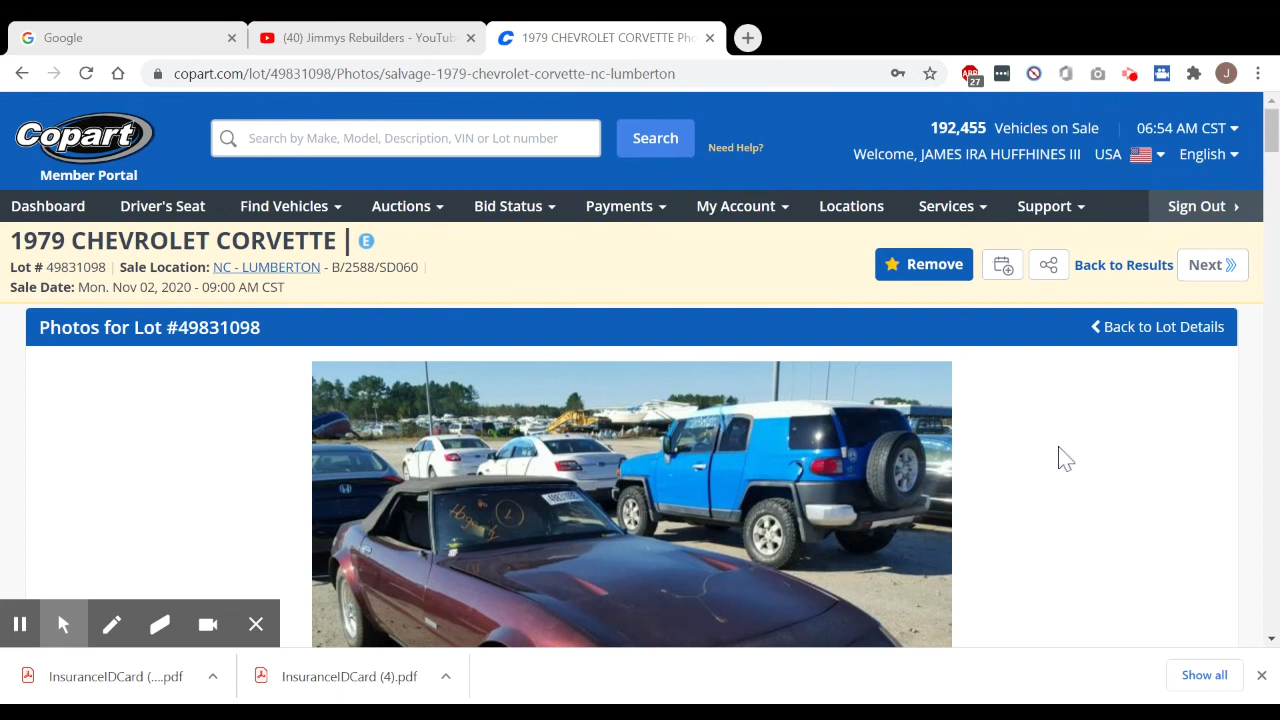 Google
(40) Jimmys Rebuilders - YouTub
1979 CHEVROLET CORVETTE Pho
copart.com/lot/49831098/Photos/salvage-1979-chevrolet-corvette-nc-lumberton
ABP
27
J
Copart
Member Portal
Search by Make, Model, Description, VIN or Lot number
Search
Need Help?
192,455 Vehicles on Sale
06:54 AM CST
Welcome, JAMES IRA HUFFHINES III
USA
English
Dashboard
Driver's Seat
Find Vehicles
Auctions
Bid Status
Payments
My Account
Locations
Services
Support
Sign Out
1979 CHEVROLET CORVETTE | E
Lot # 49831098 | Sale Location: NC - LUMBERTON - B/2588/SD060 |
Sale Date: Mon. Nov 02, 2020 - 09:00 AM CST
Remove
Back to Results
Next
Photos for Lot #49831098
Back to Lot Details
InsuranceIDCard (....pdf
InsuranceIDCard (4).pdf
Show all